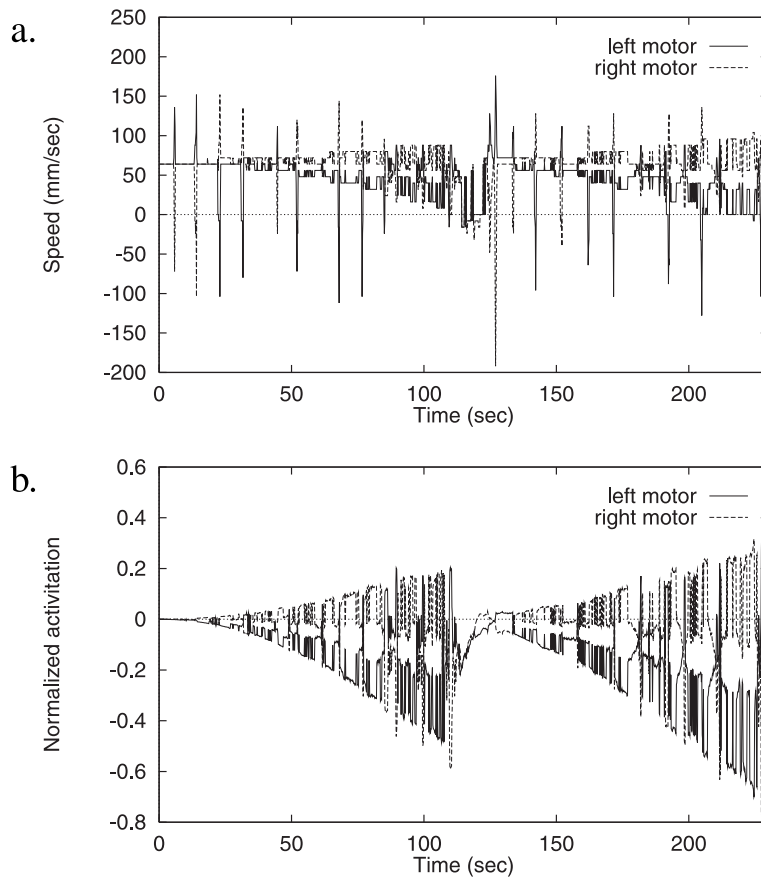 a.
250
200
150
100
50
0
-50
-100
-150
-200
Speed (mm/sec)
left motor
right motor
0
50
100
150
200
Time (sec)
b.
0.6
0.4
0.2
0
-0.2
-0.4
-0.6
-0.8
Normalized activitation
left motor
right motor
0
50
100
150
200
Time (sec)